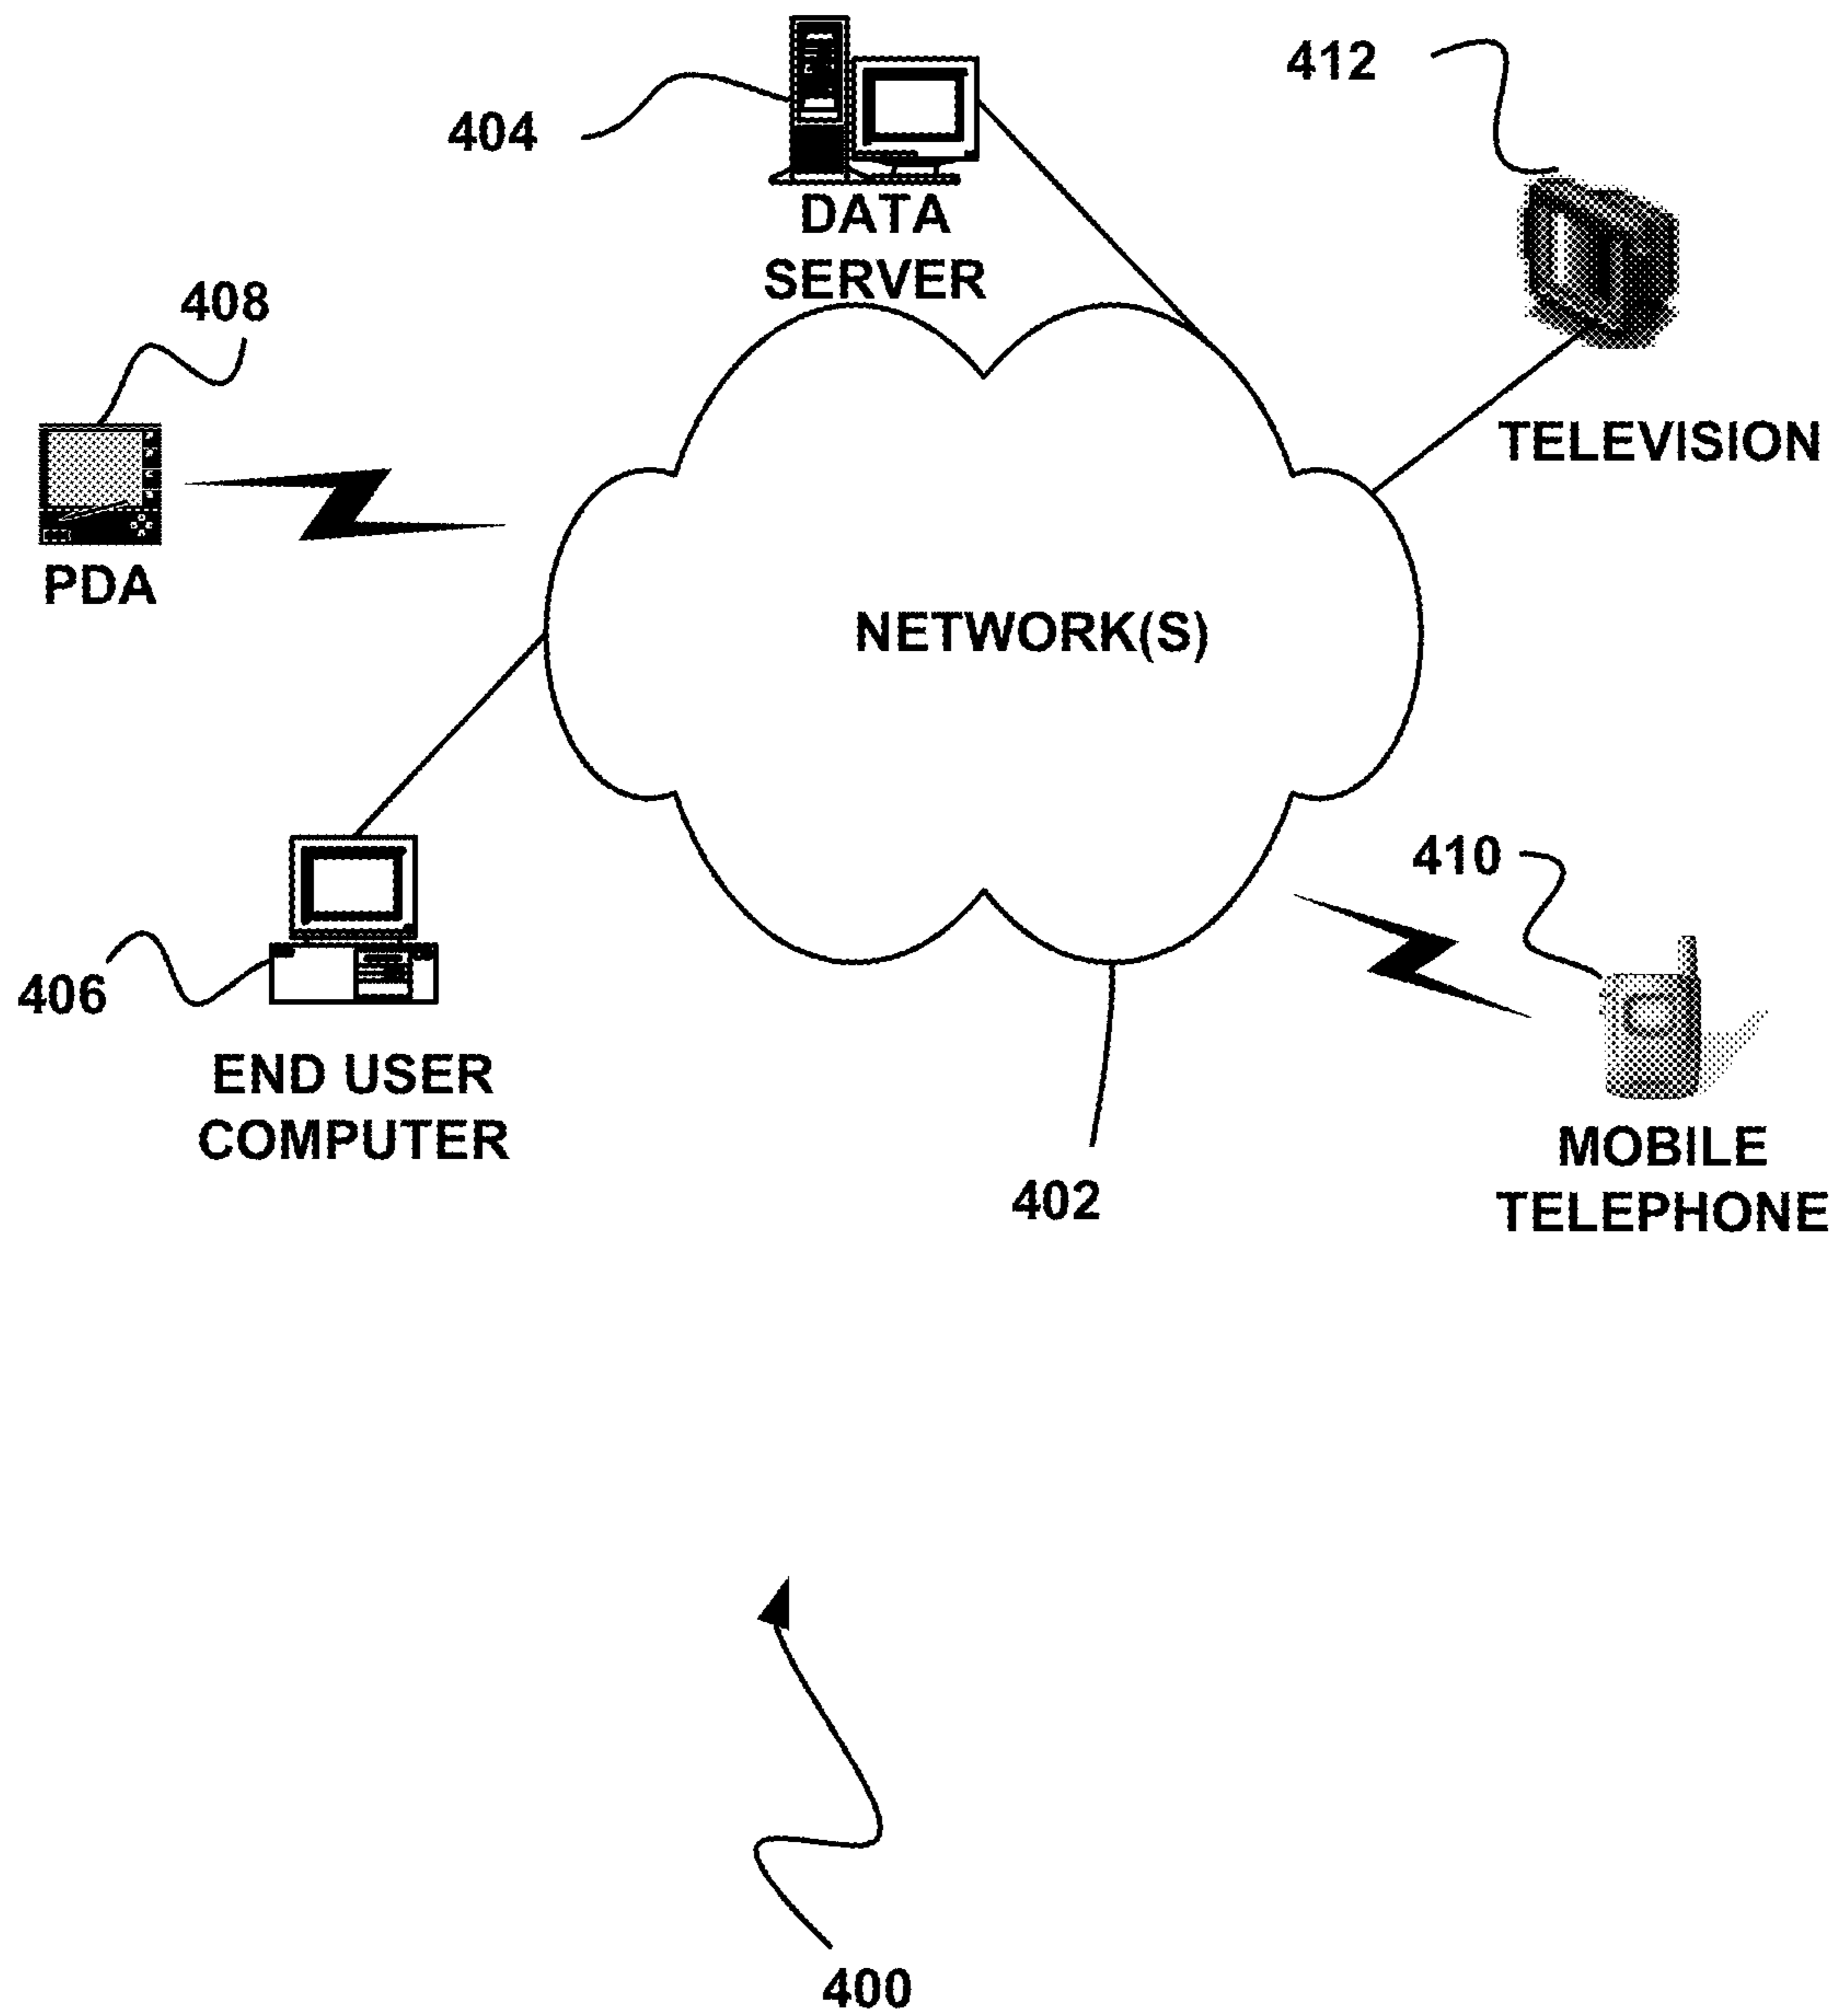 412
404
DATA
SERVER
408
TELEVISION
PDA
NETWORK(S)
410
406
END USER
COMPUTER
MOBILE
TELEPHONE
402
400